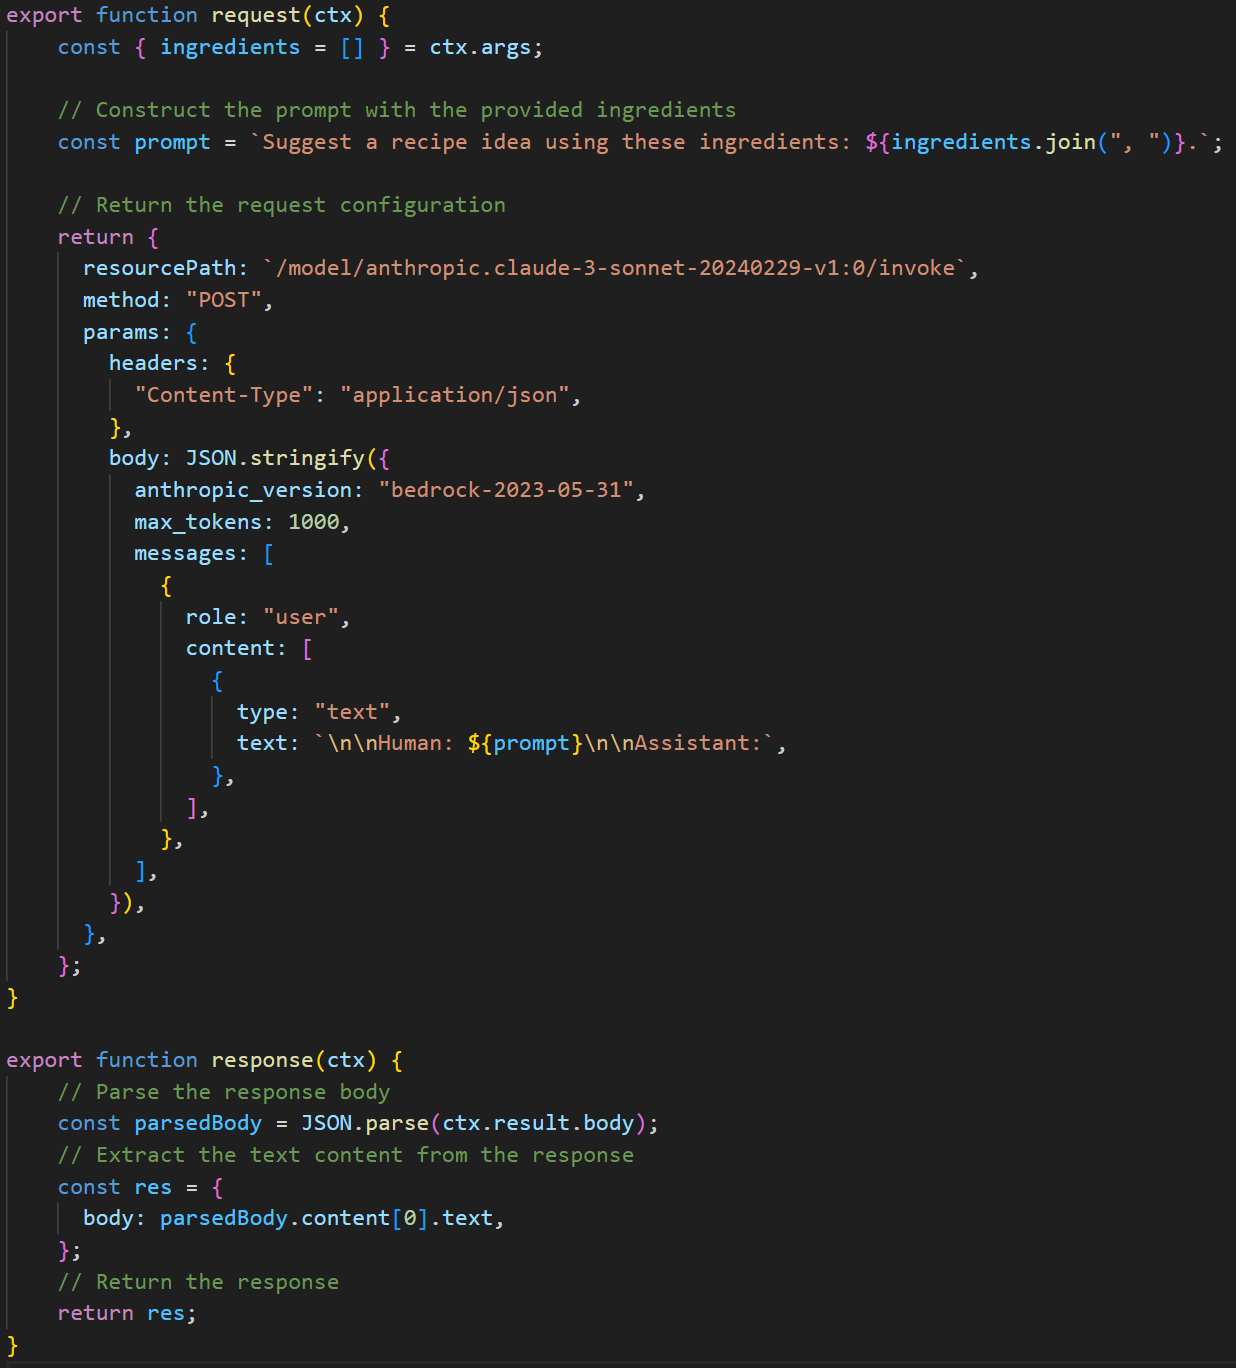 export function request(ctx) {
    const { ingredients = [] } = ctx.args;

    // Construct the prompt with the provided ingredients
    const prompt = `Suggest a recipe idea using these ingredients: ${ingredients.join(", ")}.`;

    // Return the request configuration
    return {
      resourcePath: `/model/anthropic.claude-3-sonnet-20240229-v1:0/invoke`,
      method: "POST",
      params: {
        headers: {
          "Content-Type": "application/json",
        },
        body: JSON.stringify({
          anthropic_version: "bedrock-2023-05-31",
          max_tokens: 1000,
          messages: [
            {
              role: "user",
              content: [
                {
                  type: "text",
                  text: `\n\nHuman: ${prompt}\n\nAssistant:`,
                },
              ],
            },
          ],
        }),
      },
    };
}

export function response(ctx) {
    // Parse the response body
    const parsedBody = JSON.parse(ctx.result.body);
    // Extract the text content from the response
    const res = {
      body: parsedBody.content[0].text,
    };
    // Return the response
    return res;
}